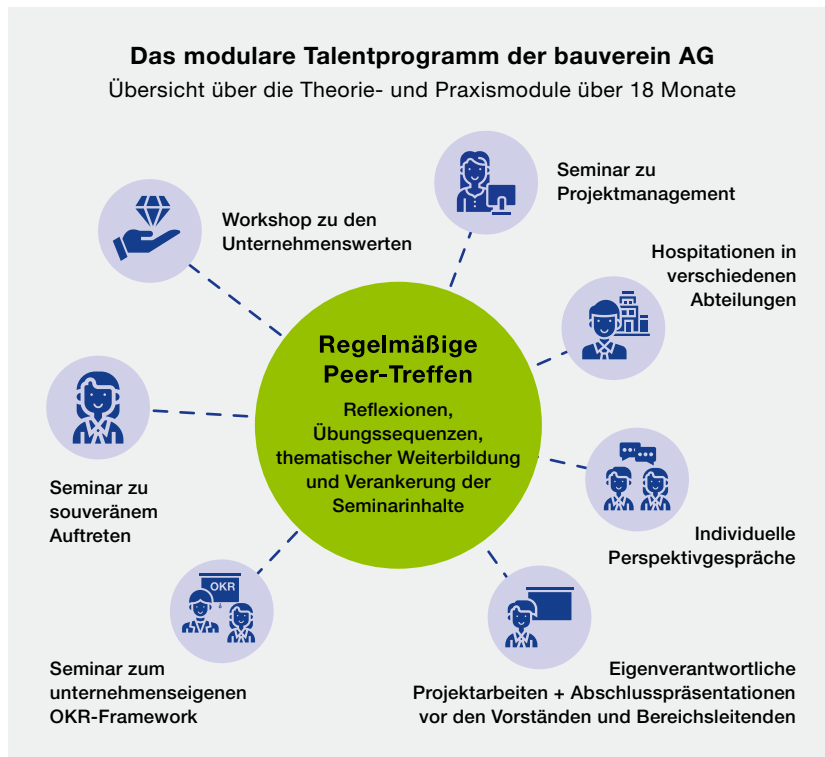 Das modulare Talentprogramm der bauverein AG
Übersicht über die Theorie- und Praxismodule über 18 Monate
Seminar zu
Projektmanagement
Workshop zu den
Unternehmenswerten
Hospitationen in
verschiedenen
Abteilungen
Regelmäßige
Peer-Treffen
Reflexionen,
Übungssequenzen,
thematischer Weiterbildung
und Verankerung der
Seminarinhalte
Seminar zu
souveränem
Auftreten
Individuelle
Perspektivgespräche
OKR
Seminar zum
unternehmenseigenen
OKR-Framework
Eigenverantwortliche
Projektarbeiten + Abschlusspräsentationen
vor den Vorständen und Bereichsleitenden